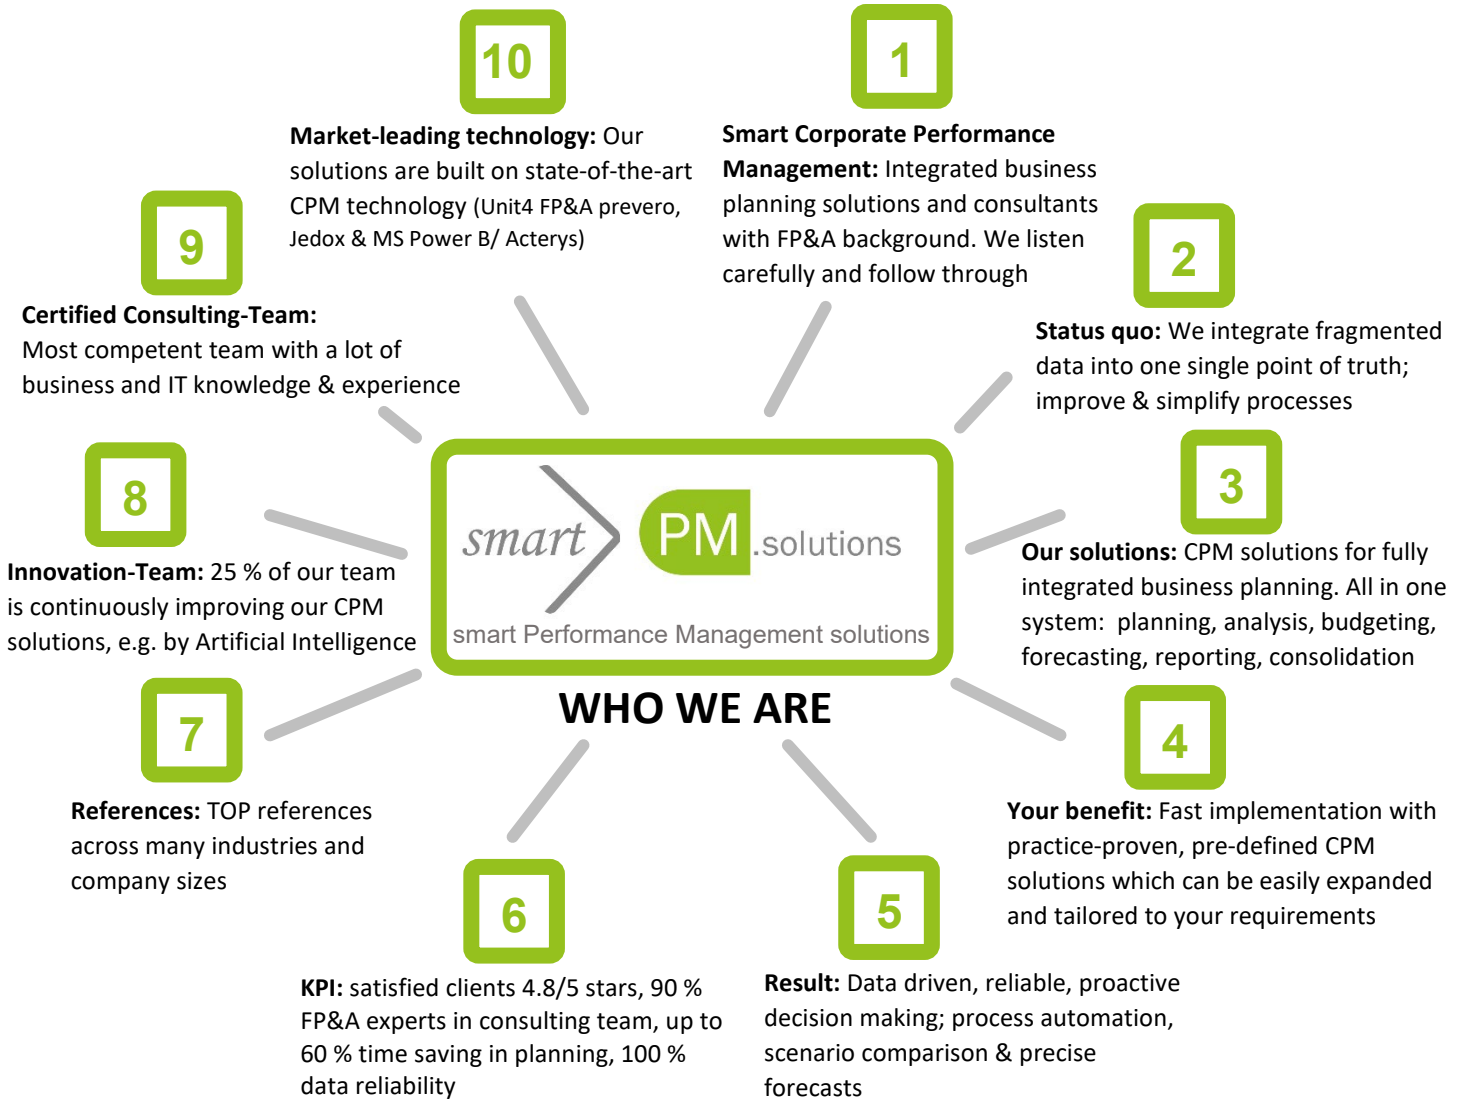 10
Market-leading technology: Our
solutions are built on state-of-the-art
CPM technology (Unit4 FP&A prevero,
Jedox & MS Power B/ Acterys)
1
Smart Corporate Performance
Management: Integrated business
planning solutions and consultants
with FP&A background. We listen
carefully and follow through
9
Certified Consulting-Team:
Most competent team with a lot of
business and IT knowledge & experience
2
Status quo: We integrate fragmented
data into one single point of truth;
improve & simplify processes
8
Innovation-Team: 25 % of our team
is continuously improving our CPM
solutions, e.g. by Artificial Intelligence
smart PM.solutions
smart Performance Management solutions
WHO WE ARE
3
Our solutions: CPM solutions for fully
integrated business planning. All in one
system:  planning, analysis, budgeting,
forecasting, reporting, consolidation
7
References: TOP references
across many industries and
company sizes
4
Your benefit: Fast implementation with
practice-proven, pre-defined CPM
solutions which can be easily expanded
and tailored to your requirements
6
KPI: satisfied clients 4.8/5 stars, 90 %
FP&A experts in consulting team, up to
60 % time saving in planning, 100 %
data reliability
5
Result: Data driven, reliable, proactive
decision making; process automation,
scenario comparison & precise
forecasts